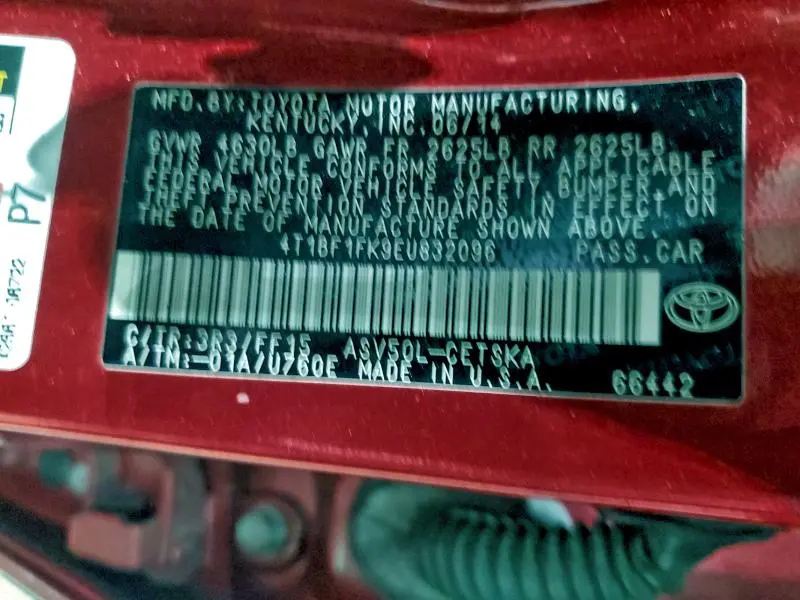 MFD. BY: TOYOTA MOTOR MANUFACTURING,
KENTUCKY, INC. 06/14
GVWR 4630LB GAWR FR 2625LB RR 2625LB
THIS VEHICLE CONFORMS TO ALL APPLICABLE
FEDERAL MOTOR VEHICLE SAFETY, BUMPER, AND
THEFT PREVENTION STANDARDS IN EFFECT ON
THE DATE OF MANUFACTURE SHOWN ABOVE.
4T1BF1FK9EU832096 PASS.CAR
C/TR:3R3/FF15 ASV50L-CETSKA
A/TM:-01A/U760E MADE IN U.S.A.
66442
P7